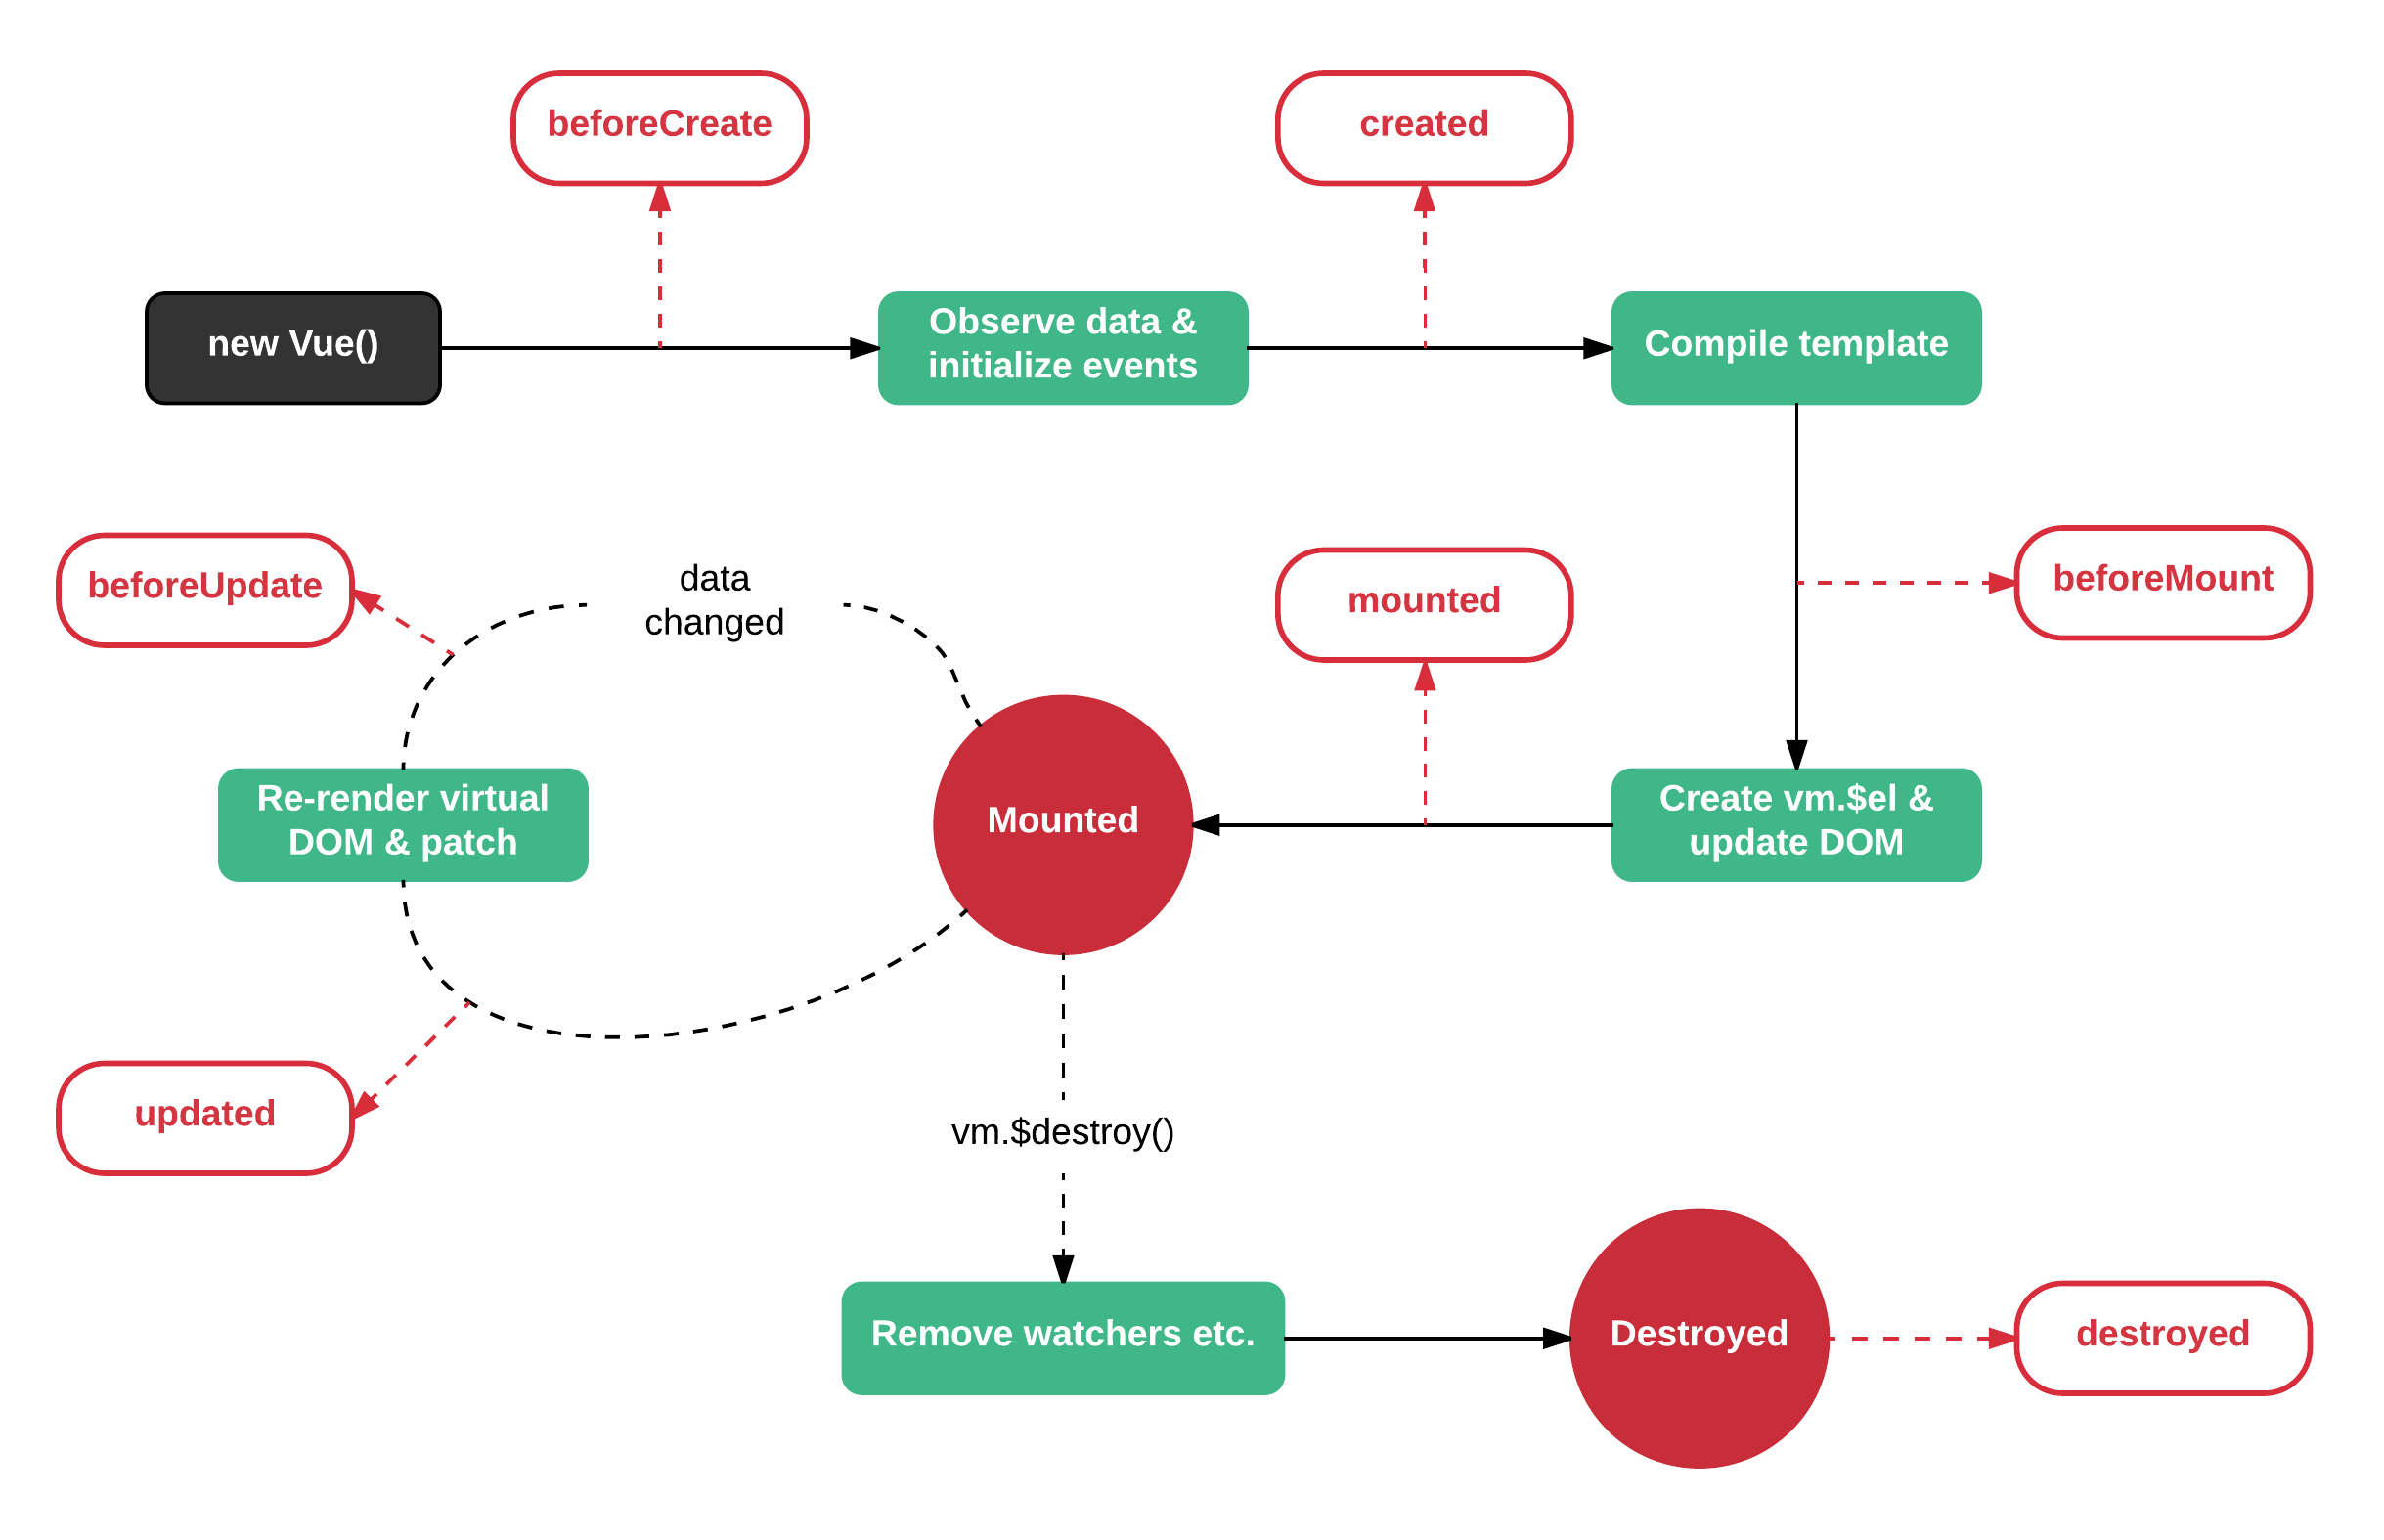 beforeCreate
created
new Vue()
Observe data &
initialize events
Compile template
beforeUpdate
data
changed
mounted
beforeMount
Re-render virtual
DOM & patch
Mounted
Create vm.$el &
update DOM
updated
vm.$destroy()
Remove watchers etc.
Destroyed
destroyed